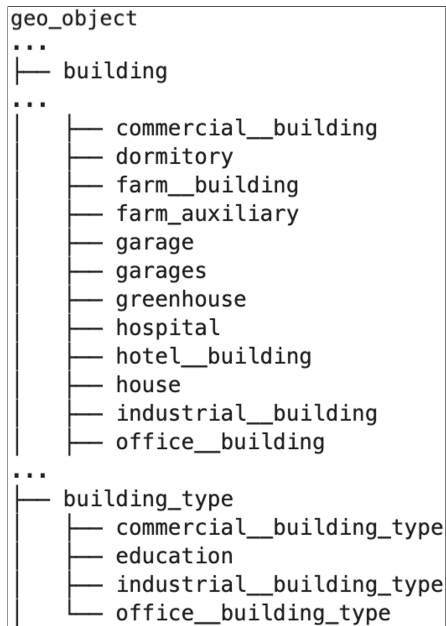 geo_object
...
├── building
...
│   ├── commercial__building
│   ├── dormitory
│   ├── farm__building
│   ├── farm_auxiliary
│   ├── garage
│   ├── garages
│   ├── greenhouse
│   ├── hospital
│   ├── hotel__building
│   ├── house
│   ├── industrial__building
│   ├── office__building
...
├── building_type
│   ├── commercial__building_type
│   ├── education
│   ├── industrial__building_type
│   └── office__building_type